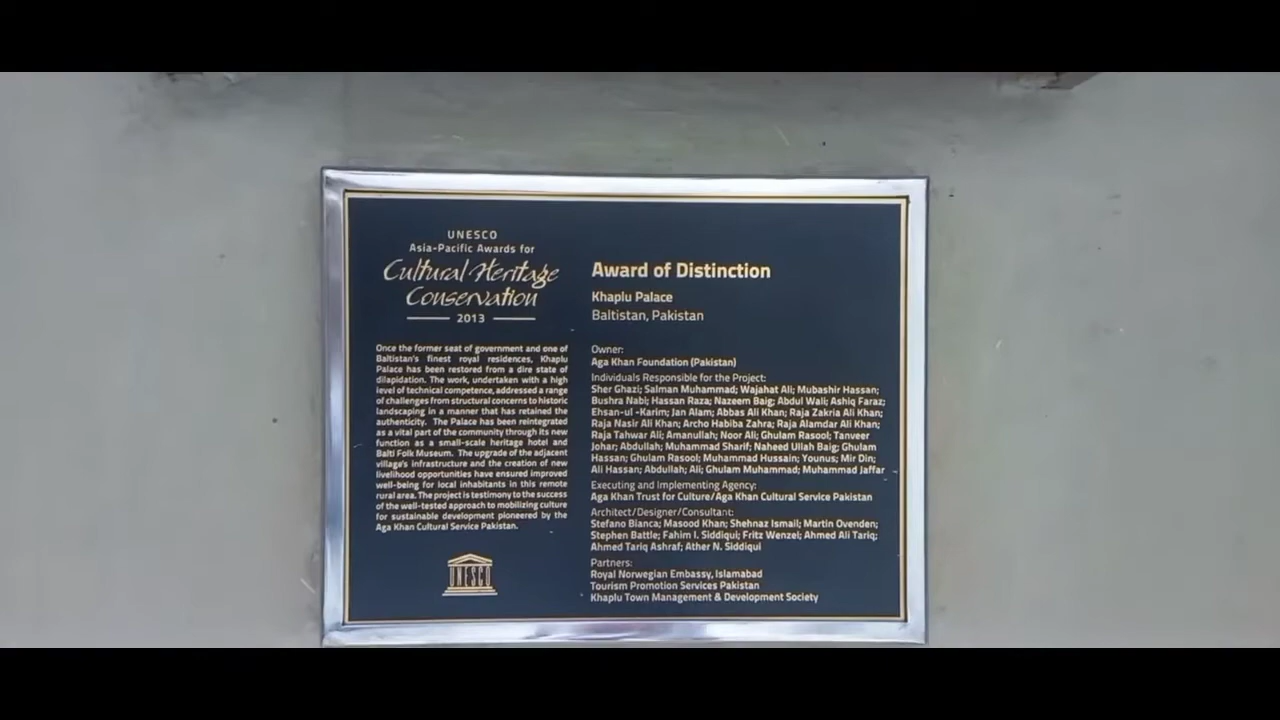 UNESCO
Asia-Pacific Awards for
Cultural Heritage
Conservation
2013
Once the former seat of government and one of
Baltistan's finest royal residences, Khaplu
Palace has been restored from a dire state of
dilapidation. The work, undertaken with a high
level of technical competence, addressed a range
of challenges from structural concerns to historic
landscaping in a manner that has retained the
authenticity. The Palace has been reintegrated
as a vital part of the community through its new
function as a small-scale heritage hotel and
Balti Folk Museum. The upgrade of the adjacent
village's infrastructure and the creation of new
livelihood opportunities have ensured improved
well-being for local inhabitants in this remote
rural area. The project is testimony to the success
of the well-tested approach to mobilizing culture
for sustainable development pioneered by the
Aga Khan Cultural Service Pakistan.
UNESCO
Award of Distinction
Khaplu Palace
Baltistan, Pakistan
Owner:
Aga Khan Foundation (Pakistan)
Individuals Responsible for the Project:
Sher Ghazi; Salman Muhammad; Wajahat Ali; Mubashir Hassan;
Bushra Nabi; Hassan Raza; Nazeem Baig; Abdul Wali; Ashiq Faraz;
Ehsan-ul -Karim; Jan Alam; Abbas Ali Khan; Raja Zakria Ali Khan;
Raja Nasir Ali Khan; Archo Habiba Zahra; Raja Alamdar Ali Khan;
Raja Tahwar Ali; Amanullah; Noor Ali; Ghulam Rasool; Tanveer
Johar; Abdullah; Muhammad Sharif; Naheed Ullah Baig; Ghulam
Hassan; Ghulam Rasool; Muhammad Hussain; Younus; Mir Din;
Ali Hassan; Abdullah; Ali; Ghulam Muhammad; Muhammad Jaffar
Executing and Implementing Agency:
Aga Khan Trust for Culture/Aga Khan Cultural Service Pakistan
Architect/Designer/Consultant:
Stefano Bianca; Masood Khan; Shehnaz Ismail; Martin Ovenden;
Stephen Battle; Fahim I. Siddiqui; Fritz Wenzel; Ahmed Ali Tariq;
Ahmed Tariq Ashraf; Ather N. Siddiqui
Partners:
Royal Norwegian Embassy, Islamabad
Tourism Promotion Services Pakistan
Khaplu Town Management & Development Society